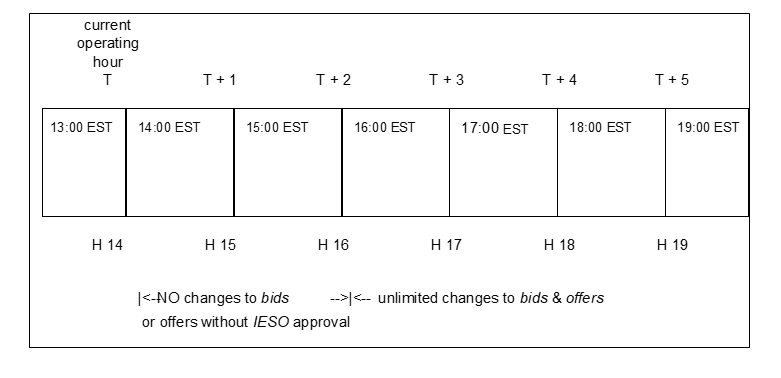 current
operating
hour
T T + 1 T + 2 T + 3 T + 4 T + 5
13:00 EST 14:00 EST 15:00 EST 16:00 EST 17:00 EST 18:00 EST 19:00 EST
H 14 H 15 H 16 H 17 H 18 H 19
|<--NO changes to bids -->|<-- unlimited changes to bids & offers
or offers without IESO approval